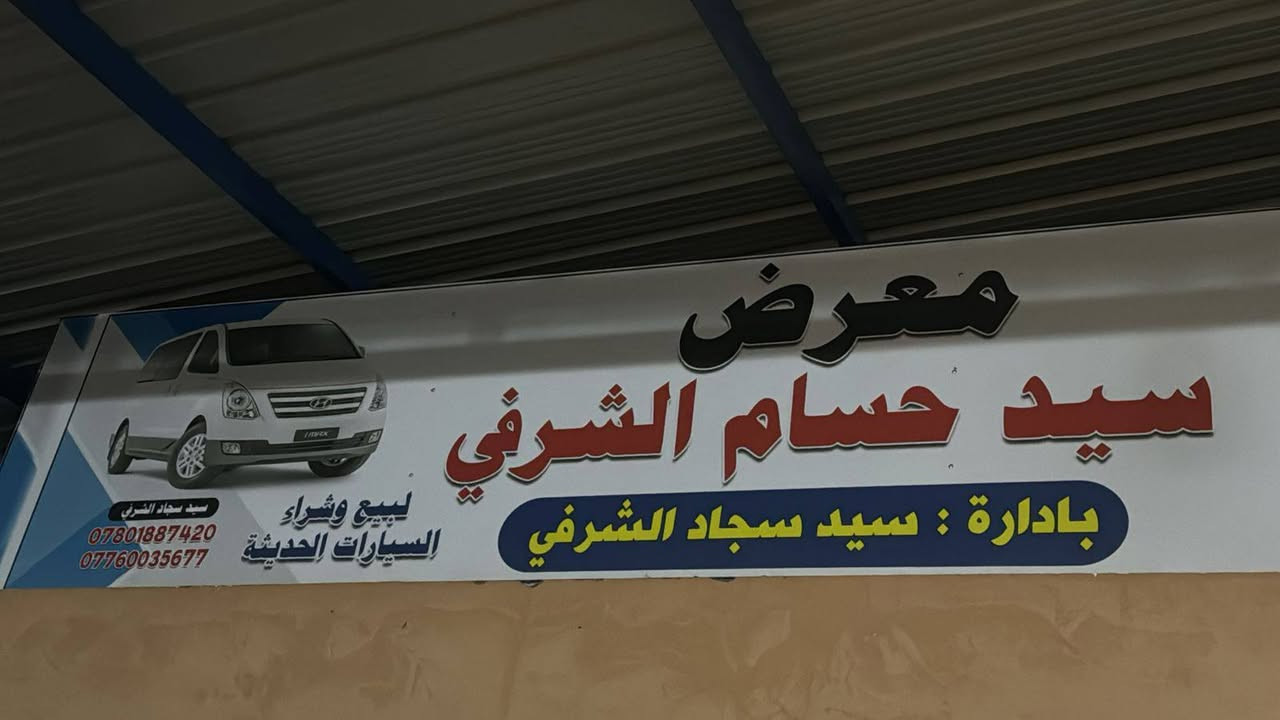 معرض
سيد حسام الشرفي
بادارة : سيد سجاد الشرفي
لبيع وشراء
السيارات الحديثة
سيد سجاد الشرفي
07801887420
07760035677